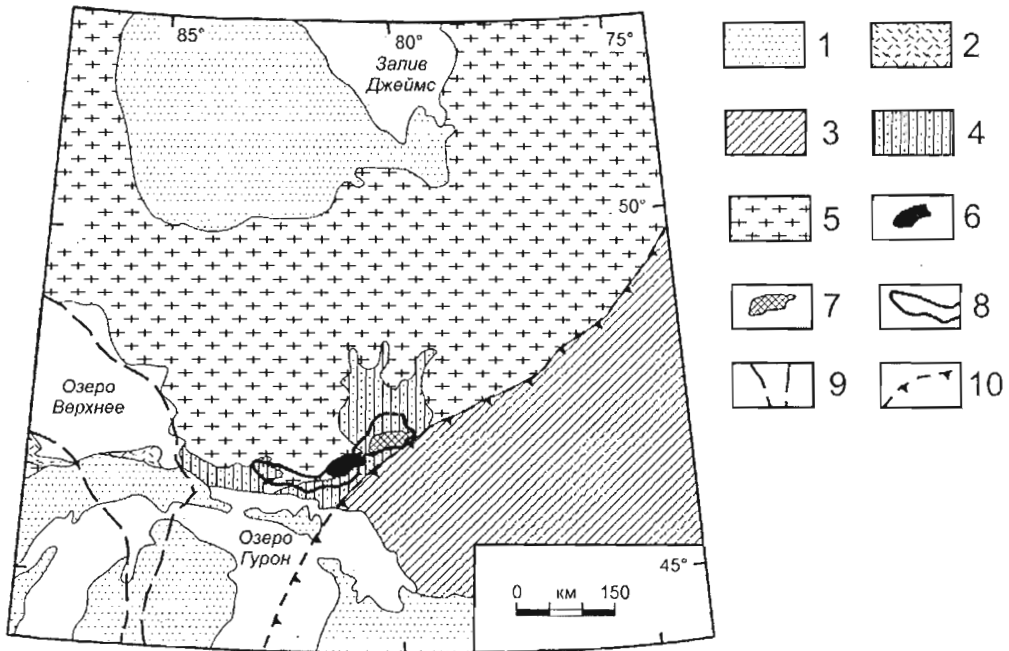 85°
80°
75°
Залив
Джеймс
50°
Озеро
Верхнее
Озеро
Гурон
45°
0 км 150
1
2
3
4
5
6
7
8
9
10